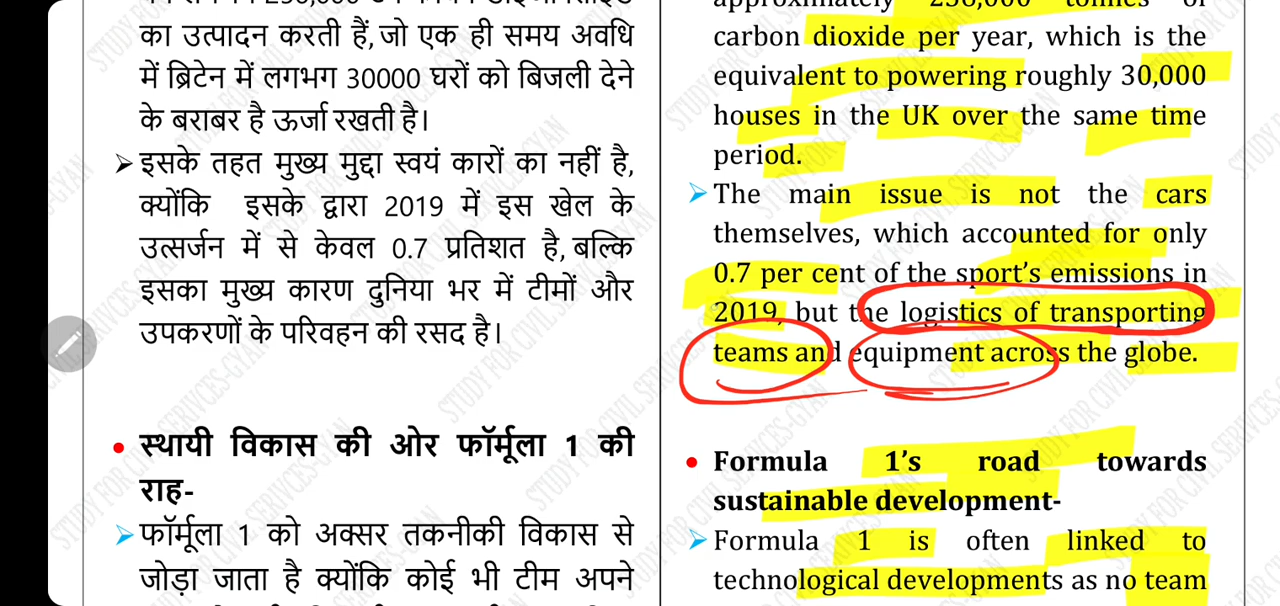 का उत्पादन करती हैं, जो एक ही समय अवधि
में ब्रिटेन में लगभग 30000 घरों को बिजली देने
के बराबर है ऊर्जा रखती है।
➢ इसके तहत मुख्य मुद्दा स्वयं कारों का नहीं है,
क्योंकि इसके द्वारा 2019 में इस खेल के
उत्सर्जन में से केवल 0.7 प्रतिशत है, बल्कि
इसका मुख्य कारण दुनिया भर में टीमों और
उपकरणों के परिवहन की रसद है।
• स्थायी विकास की ओर फॉर्मूला 1 की
राह-
➢ फॉर्मूला 1 को अक्सर तकनीकी विकास से
जोड़ा जाता है क्योंकि कोई भी टीम अपने
approximately 256,000 tonnes of
carbon dioxide per year, which is the
equivalent to powering roughly 30,000
houses in the UK over the same time
period.
➢ The main issue is not the cars
themselves, which accounted for only
0.7 per cent of the sport's emissions in
2019, but the logistics of transporting
teams and equipment across the globe.
• Formula 1's road towards
sustainable development-
➢ Formula 1 is often linked to
technological developments as no team